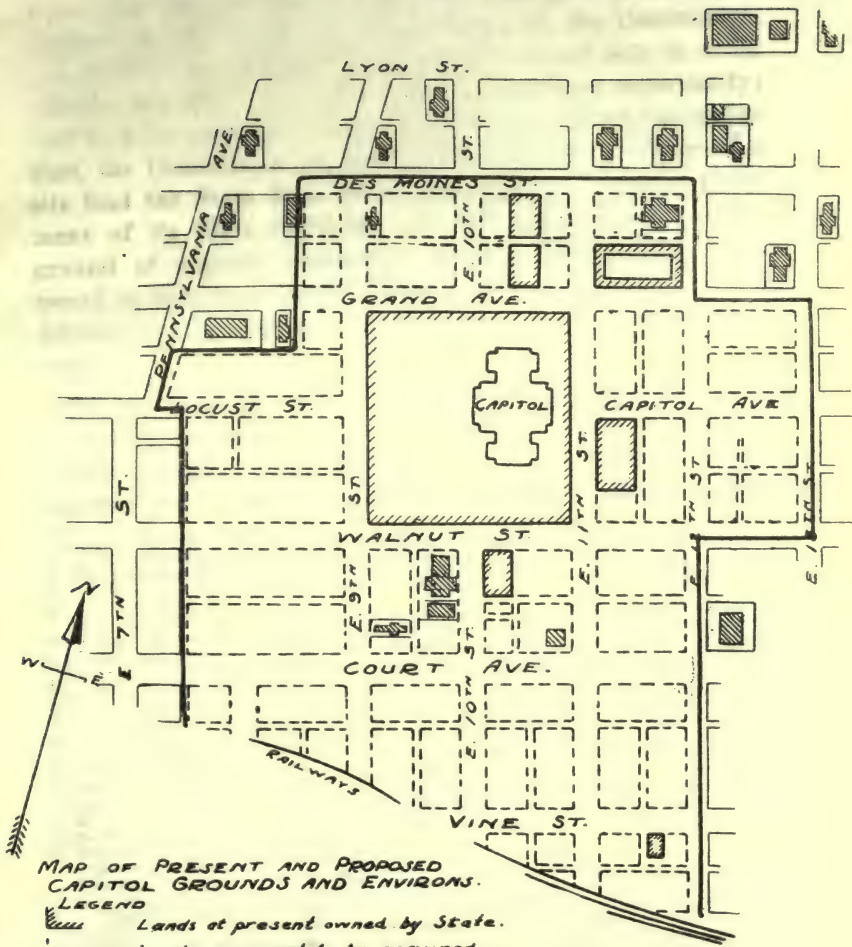 LYON ST.
AVE.
ST.
DES MOINES ST.
PENNSYLVANIA
E. 10TH
GRAND AVE.
CAPITOL
LOCUST ST.
CAPITOL AVE
ST.
ST.
ST.
ST
E. 11TH
E. 13TH ST.
WALNUT ST.
E. 9TH
E 7TH
N
W
E
E. 10TH ST.
COURT AVE.
RAILWAYS
VINE ST.
MAP OF PRESENT AND PROPOSED
CAPITOL GROUNDS AND ENVIRONS.
LEGEND
Lands at present owned by State.